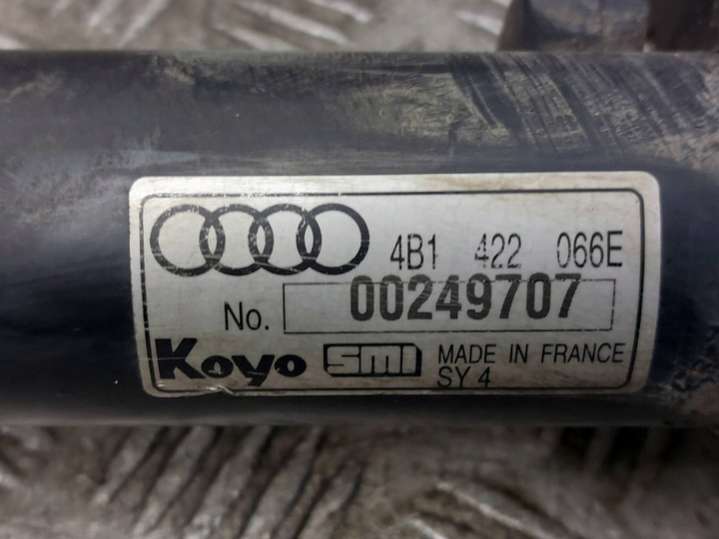 4B1 422 066E
No. 00249707
Koyo SMI MADE IN FRANCE
SY 4